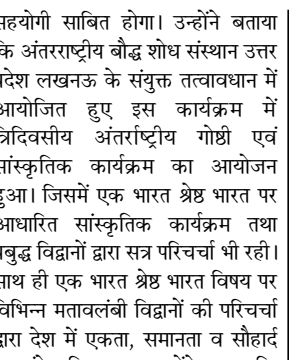 सहयोगी साबित होगा। उन्होंने बताया
कि अंतरराष्ट्रीय बौद्ध शोध संस्थान उत्तर
प्रदेश लखनऊ के संयुक्त तत्वावधान में
आयोजित हुए इस कार्यक्रम में
त्रिदिवसीय अंतर्राष्ट्रीय गोष्ठी एवं
सांस्कृतिक कार्यक्रम का आयोजन
हुआ। जिसमें एक भारत श्रेष्ठ भारत पर
आधारित सांस्कृतिक कार्यक्रम तथा
प्रबुद्ध विद्वानों द्वारा सत्र परिचर्चा भी रही।
साथ ही एक भारत श्रेष्ठ भारत विषय पर
विभिन्न मतावलंबी विद्वानों की परिचर्चा
द्वारा देश में एकता, समानता व सौहार्द